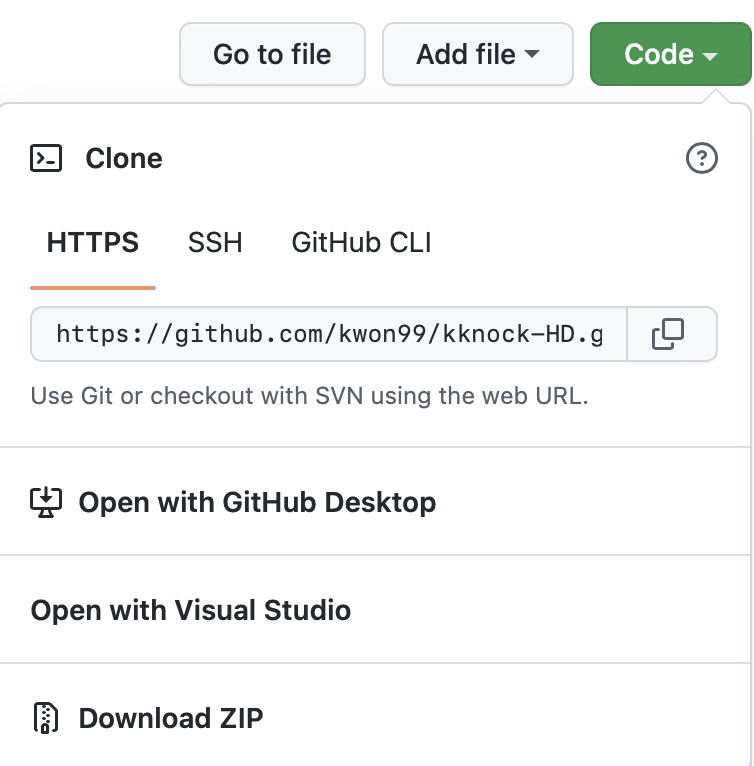 Go to file Add file Code
Clone
HTTPS SSH GitHub CLI
https://github.com/kwon99/kknock-HD.g
Use Git or checkout with SVN using the web URL.
Open with GitHub Desktop
Open with Visual Studio
Download ZIP